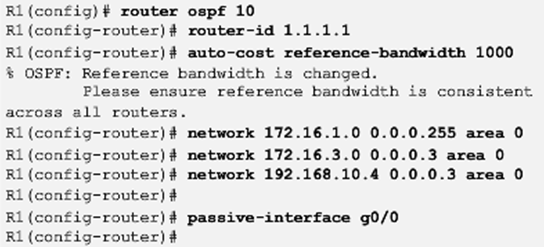 R1(config)# router ospf 10
R1(config-router)# router-id 1.1.1.1
R1(config-router)# auto-cost reference-bandwidth 1000
% OSPF: Reference bandwidth is changed.
Please ensure reference bandwidth is consistent
across all routers.
R1(config-router)# network 172.16.1.0 0.0.0.255 area 0
R1(config-router)# network 172.16.3.0 0.0.0.3 area 0
R1(config-router)# network 192.168.10.4 0.0.0.3 area 0
R1(config-router)#
R1(config-router)# passive-interface g0/0
R1(config-router)#